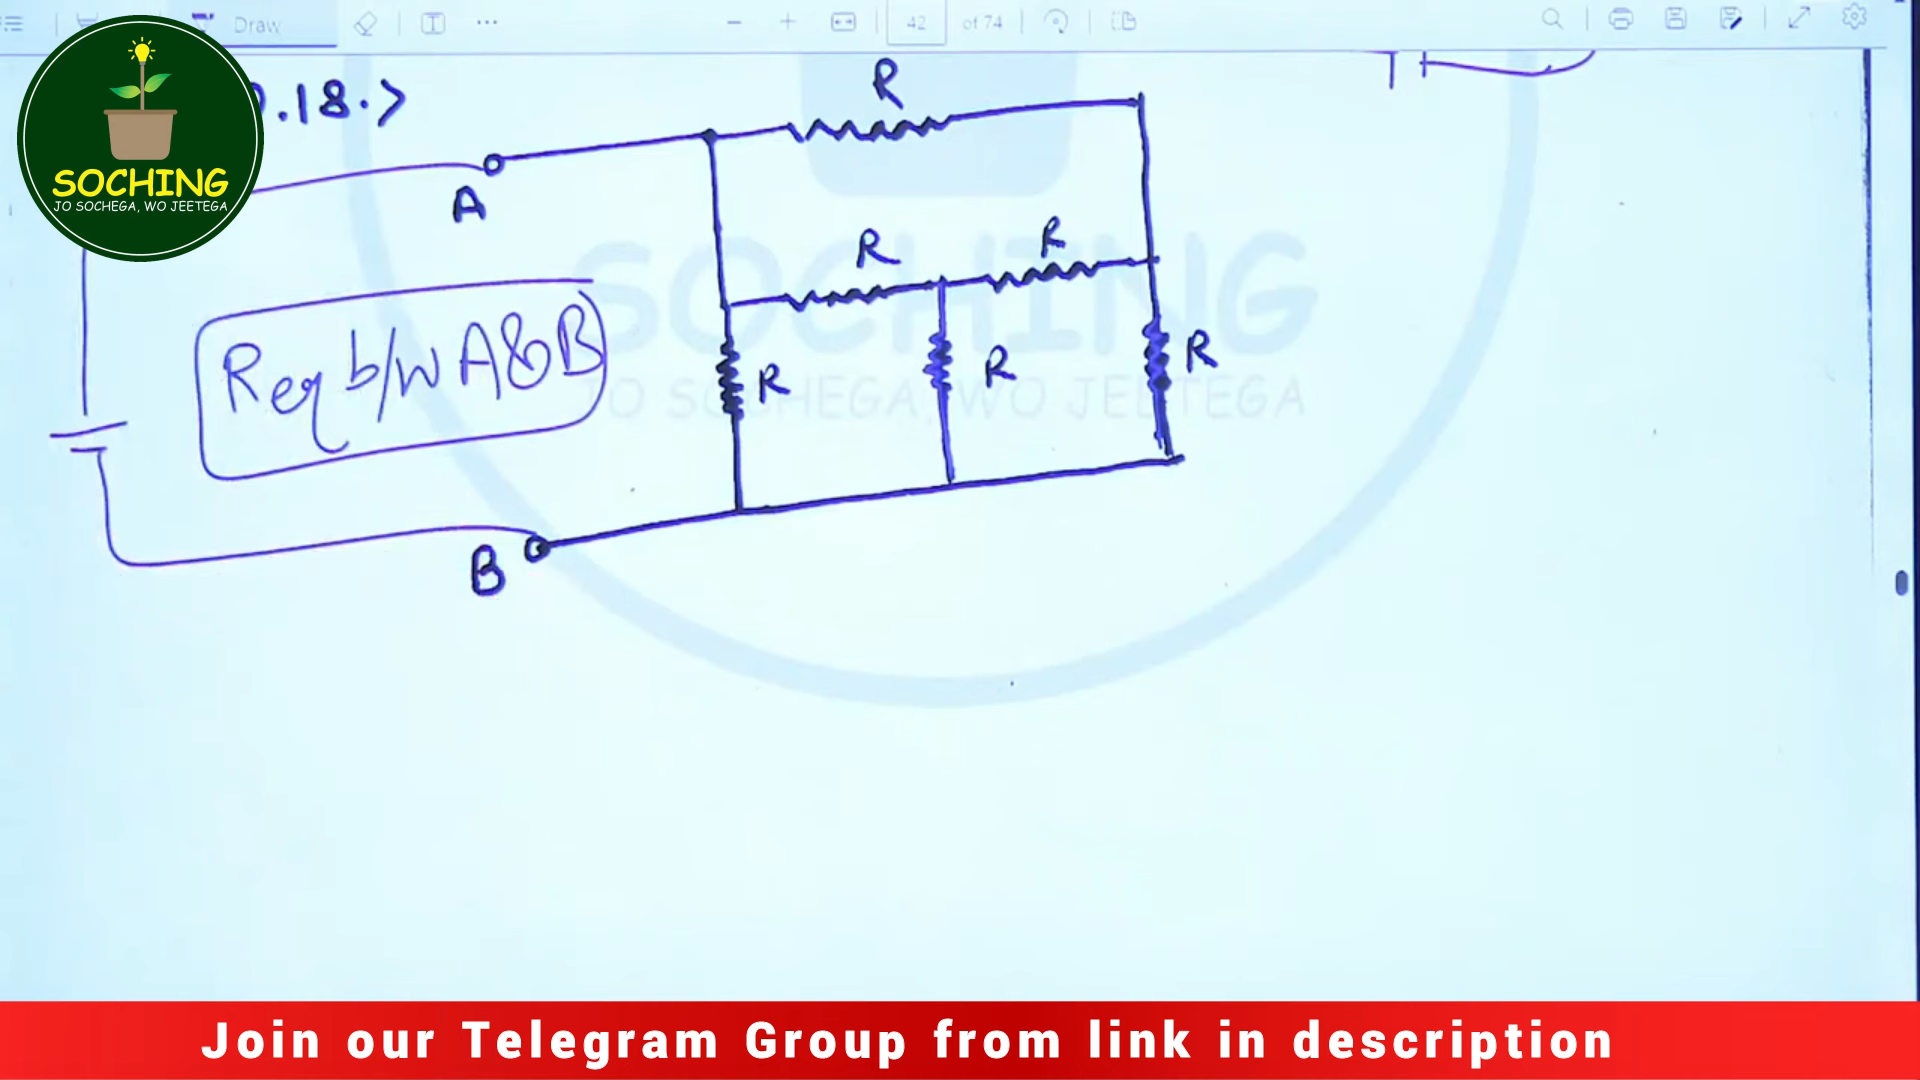 Draw
42 of 74
.18.>
R
A
R
R
SOCHING
JO SOCHEGA, WO JEETEGA
SOCHING
Req b/w A&B
R
R
R
JO SOCHEGA, WO JEETEGA
B
Join our Telegram Group from link in description